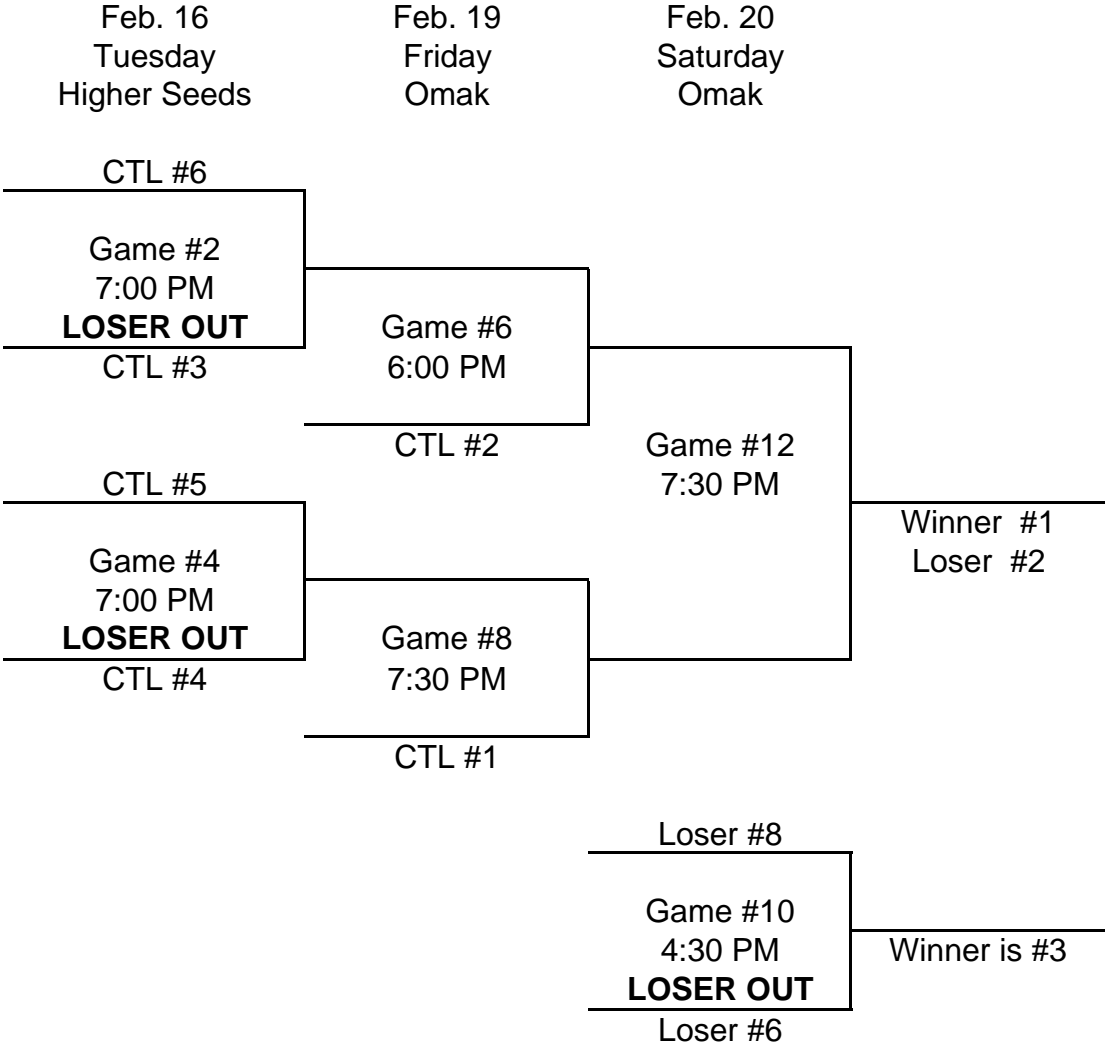 Feb. 16
Tuesday
Higher Seeds
Feb. 19
Friday
Omak
Feb. 20
Saturday
Omak
CTL #6
Game #2
7:00 PM
LOSER OUT
CTL #3
Game #6
6:00 PM
CTL #2
CTL #5
Game #4
7:00 PM
LOSER OUT
CTL #4
Game #8
7:30 PM
CTL #1
Game #12
7:30 PM
Winner #1
Loser #2
Loser #8
Game #10
4:30 PM
LOSER OUT
Loser #6
Winner is #3